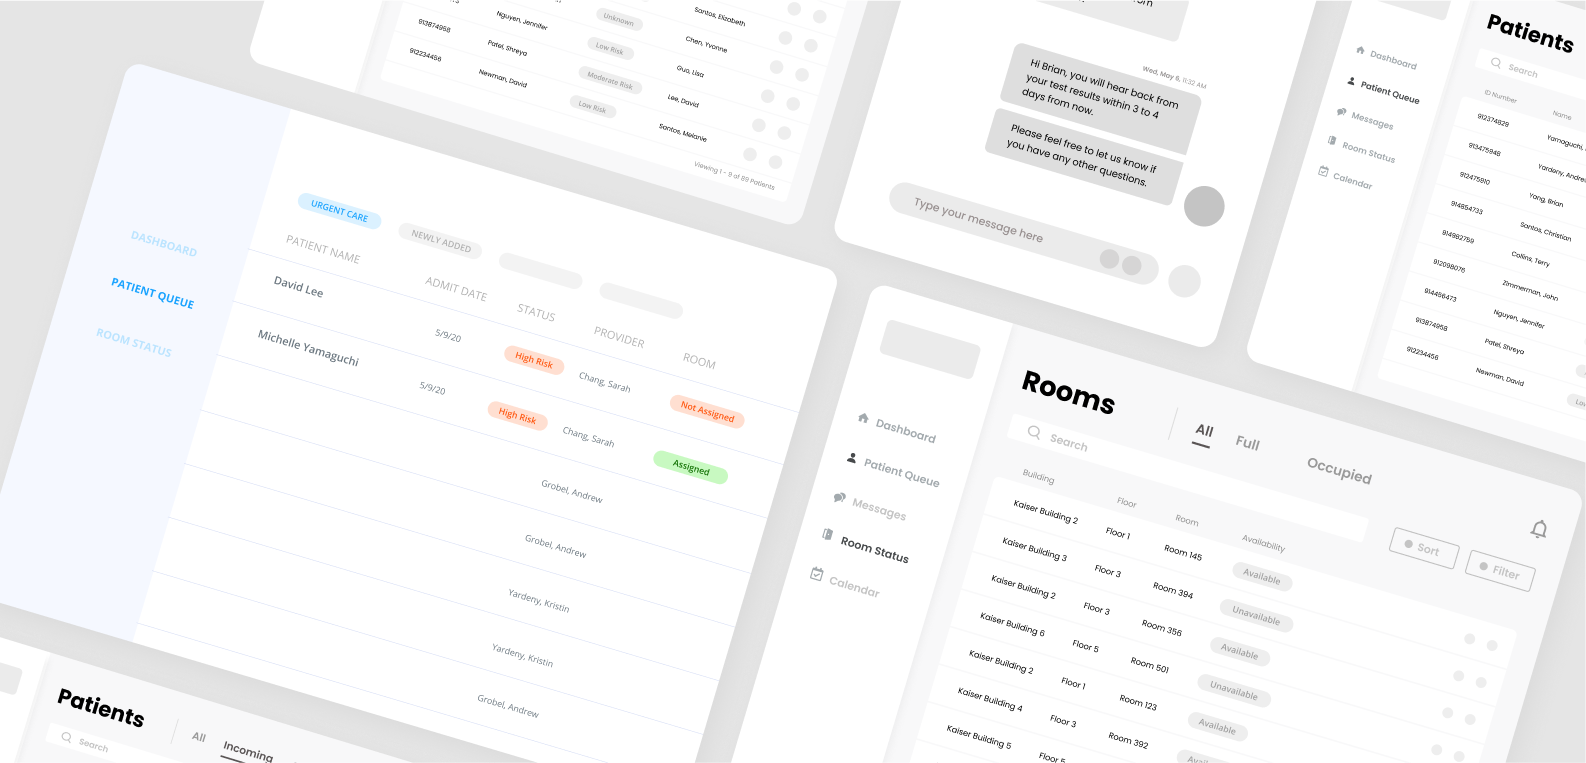 913874958
912234456
Nguyen, Jennifer
Patel, Shreya
Newman, David
Unknown
Low Risk
Moderate Risk
Low Risk
Santos, Elizabeth
Chen, Yvonne
Guo, Lisa
Lee, David
Santos, Melanie
Viewing 1 - 9 of 89 Patients
Wed, May 6, 11:32 AM
Hi Brian, you will hear back from
your test results within 3 to 4
days from now.
Please feel free to let us know if
you have any other questions.
Type your message here
Dashboard
Patient Queue
Messages
Room Status
Calendar
Patients
Search
ID Number
Name
912374829
913475948
Yardeny, Andre
912475910
Yang, Brian
914854733
Santos, Christian
914982759
Collins, Terry
912098076
Zimmerman, John
914456473
Nguyen, Jennifer
913874958
Patel, Shreya
912234456
Newman, David
DASHBOARD
PATIENT QUEUE
ROOM STATUS
URGENT CARE
NEWLY ADDED
PATIENT NAME
ADMIT DATE
STATUS
PROVIDER
ROOM
David Lee
5/9/20
High Risk
Chang, Sarah
Not Assigned
Michelle Yamaguchi
5/9/20
High Risk
Chang, Sarah
Assigned
Grobel, Andrew
Grobel, Andrew
Yardeny, Kristin
Yardeny, Kristin
Grobel, Andrew
Dashboard
Patient Queue
Messages
Room Status
Calendar
Rooms
All
Full
Occupied
Search
Sort
Filter
Building
Floor
Room
Availability
Kaiser Building 2
Floor 1
Room 145
Available
Kaiser Building 3
Floor 3
Room 394
Unavailable
Kaiser Building 2
Floor 3
Room 356
Available
Kaiser Building 6
Floor 5
Room 501
Unavailable
Kaiser Building 2
Floor 1
Room 123
Available
Kaiser Building 4
Floor 3
Room 392
Kaiser Building 5
Floor 5
Patients
All
Incoming
Search